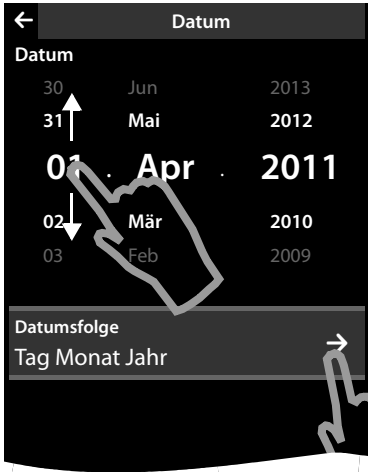 Datum
Datum
30 Jun 2013
31 Mai 2012
01 . Apr . 2011
02 Mär 2010
03 Feb 2009
Datumsfolge
Tag Monat Jahr